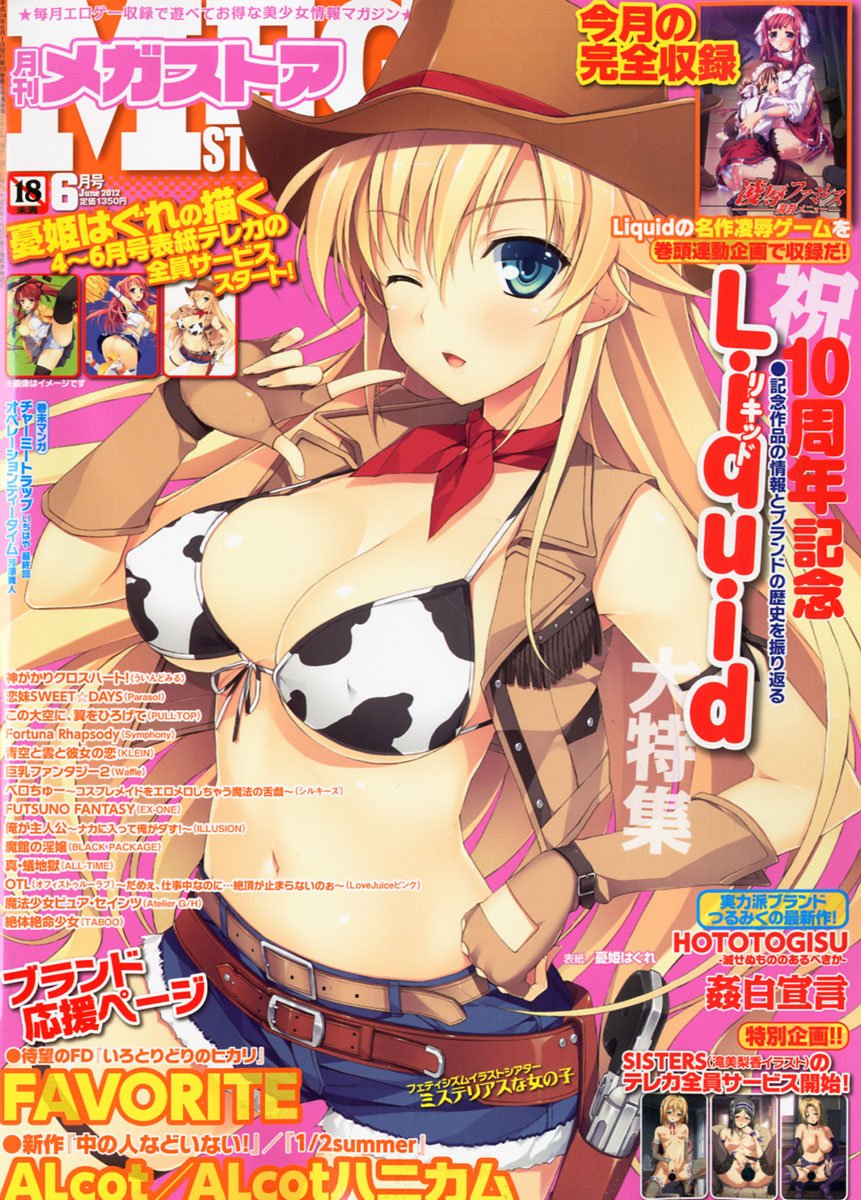 ★毎月エロゲー収録で遊べてお得な美少女情報マガジン★
月刊
メガストア
18
未満
6月号
June 2012
定価1350円
憂姫はぐれの描く
4〜6月号表紙テレカの
全員サービス
スタート!
※画像はイメージです
今月の
完全収録
Liquidの名作凌辱ゲームを
巻頭連動企画で収録だ!
祝10周年記念
Liquid
リキッド
●記念作品の情報とブランドの歴史を振り返る
大特集
巻末マンガ
チャーミートラップ いちはや 最終回
オペレーションティータイム
神がかりクロスハート!(ういんどみる)
恋妹SWEET☆DAYS(Parasol)
この大空に、翼をひろげて(PULLTOP)
Fortuna Rhapsody(Symphony)
青空と雲と彼女の恋(KLEIN)
巨乳ファンタジー2(Waffle)
ベロちゅー〜コスプレメイドをエロメロしちゃう魔法の舌戯〜(シルキーズ)
FUTSUNO FANTASY(EX-ONE)
俺が主人公〜ナカに入って俺がダす!〜(ILLUSION)
魔館の淫嬢(BLACK PACKAGE)
真・蟻地獄(ALL-TiME)
OTL(オフィストゥルーラブ)〜だめぇ、仕事中なのに…絶頂が止まらないのぉ〜(LoveJuiceピンク)
魔法少女ピュア・セインツ(Atelier G/H)
絶体絶命少女(TABOO)
表紙/憂姫はぐれ
実力派ブランド
つるみくの最新作!
HOTOTOGISU
-滅せぬもののあるべきか-
姦白宣言
特別企画!!
SISTERS(滝美梨香イラスト)の
テレカ全員サービス開始!
ブランド
応援ページ
●待望のFD『いろとりどりのヒカリ』
FAVORITE
●新作『中の人などいない!』/『1/2summer』
ALcot/ALcotハニカム
フェティシズムイラストシアター
ミステリアスな女の子